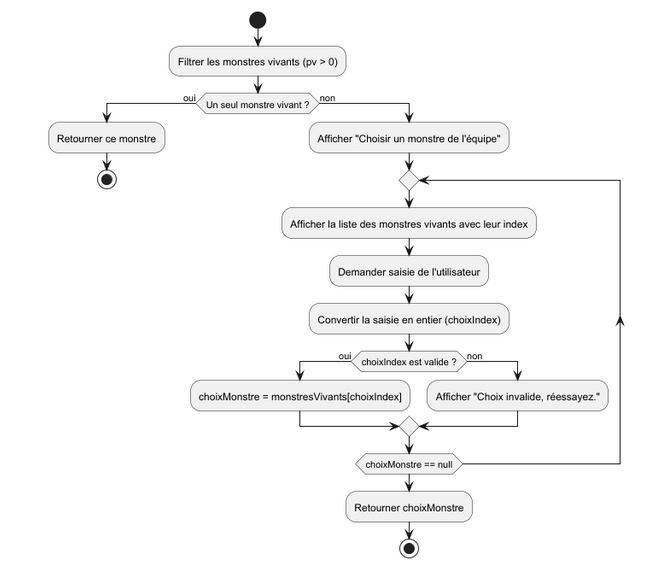 Filtrer les monstres vivants (pv > 0)
oui
Un seul monstre vivant ?
non
Retourner ce monstre
Afficher "Choisir un monstre de l'équipe"
Afficher la liste des monstres vivants avec leur index
Demander saisie de l'utilisateur
Convertir la saisie en entier (choixIndex)
oui
choixIndex est valide ?
non
choixMonstre = monstresVivants[choixIndex]
Afficher "Choix invalide, réessayez."
choixMonstre == null
Retourner choixMonstre